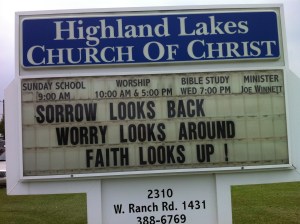 Highland Lakes
CHURCH OF CHRIST
SUNDAY SCHOOL WORSHIP BIBLE STUDY MINISTER
9:00 AM 10:00 AM & 5:00 PM WED 7:00 PM JOE WINNETT
SORROW LOOKS BACK
WORRY LOOKS AROUND
FAITH LOOKS UP !
2310
W. Ranch Rd. 1431
388-6769